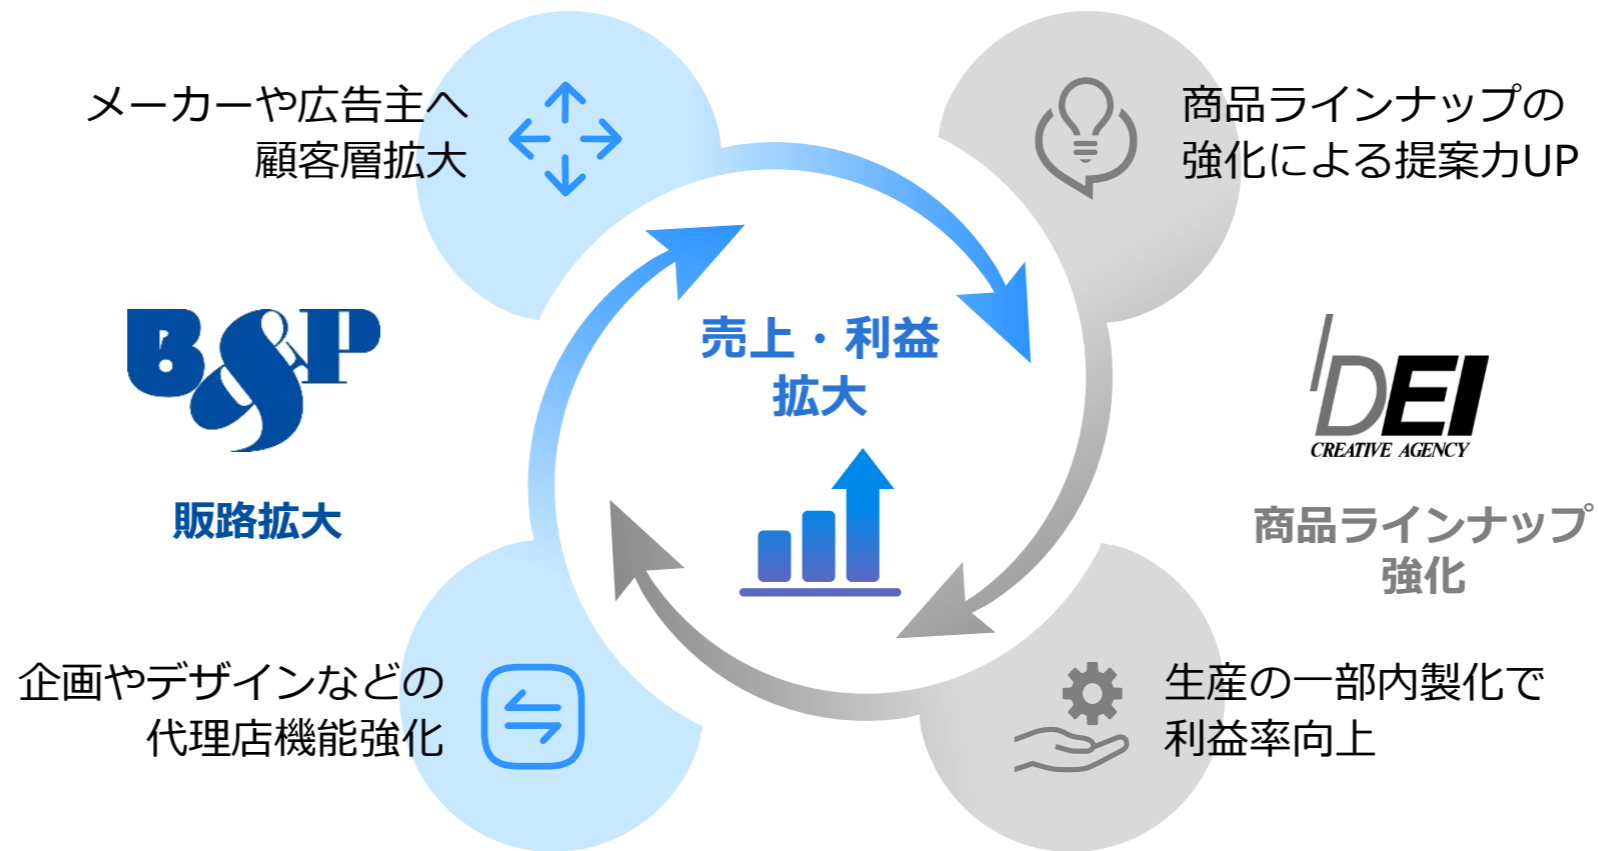 メーカーや広告主へ
顧客層拡大
商品ラインナップの
強化による提案力UP
B&P
販路拡大
売上・利益
拡大
DEI
CREATIVE AGENCY
商品ラインナップ
強化
企画やデザインなどの
代理店機能強化
生産の一部内製化で
利益率向上